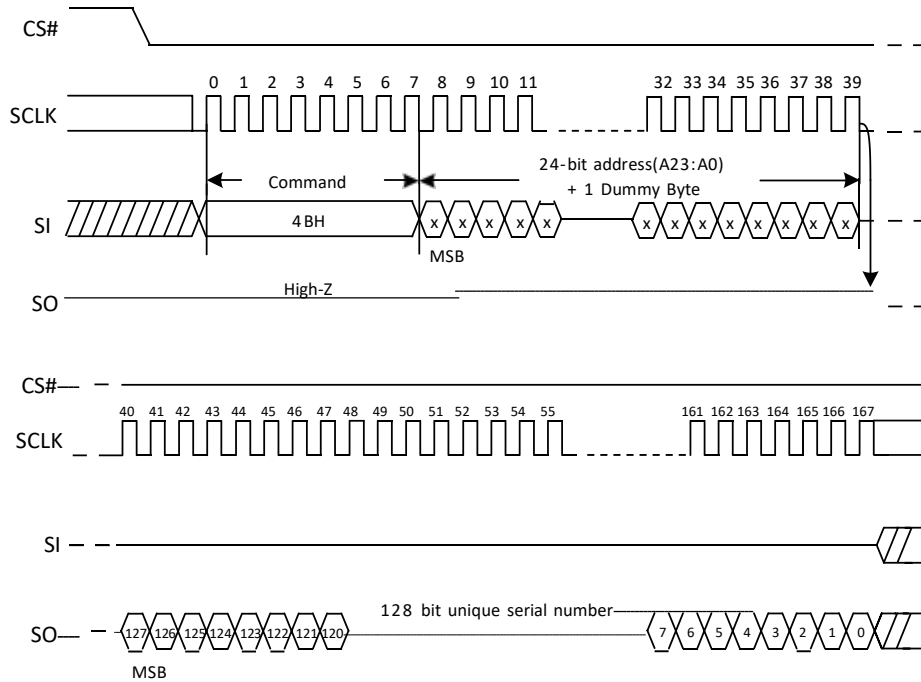 CS#
0 1 2 3 4 5 6 7 8 9 10 11 32 33 34 35 36 37 38 39
SCLK
24-bit address(A23:A0)
Command
+ 1 Dummy Byte
SI
4BH
x x x x x x x x x x x x x
MSB
High-Z
SO
CS#
40 41 42 43 44 45 46 47 48 49 50 51 52 53 54 55 161 162 163 164 165 166 167
SCLK
SI
128 bit unique serial number
SO
127 126 125 124 123 122 121 120 7 6 5 4 3 2 1 0
MSB